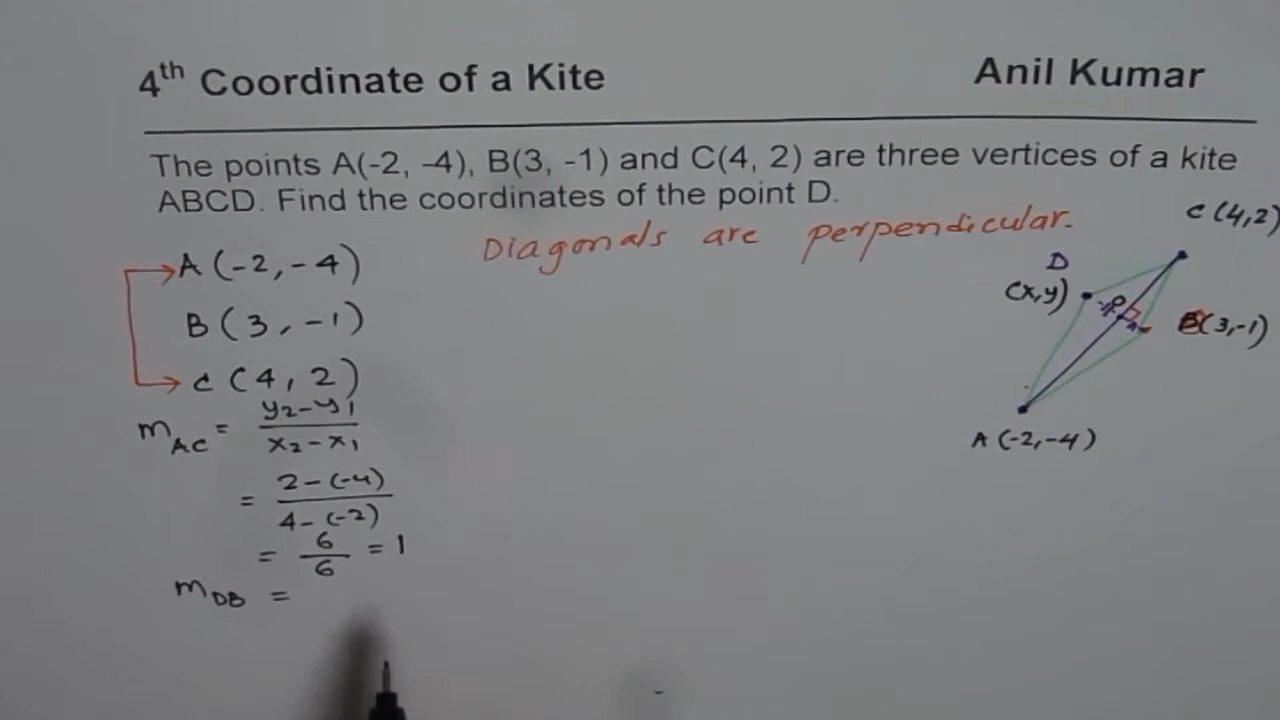 4th Coordinate of a Kite
Anil Kumar
The points A(-2, -4), B(3, -1) and C(4, 2) are three vertices of a kite
ABCD. Find the coordinates of the point D.
Diagonals are perpendicular.
C (4,2)
A (-2, -4)
D
(x,y)
P
B (3, -1)
B(3,-1)
C (4, 2)
A (-2, -4)
m AC = y2-y1 / x2-x1
= 2-(-4) / 4-(-2)
= 6/6 = 1
m DB =